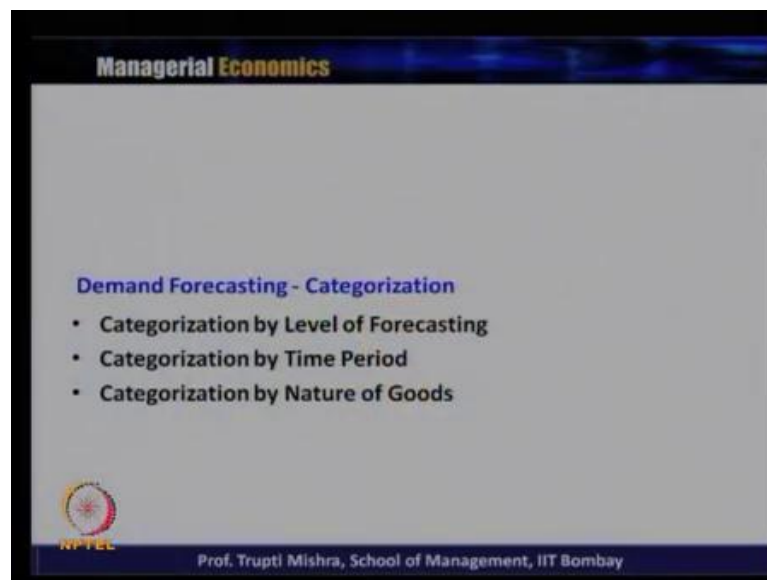 Managerial Economics
Demand Forecasting - Categorization
• Categorization by Level of Forecasting
• Categorization by Time Period
• Categorization by Nature of Goods
NPTEL
Prof. Trupti Mishra, School of Management, IIT Bombay